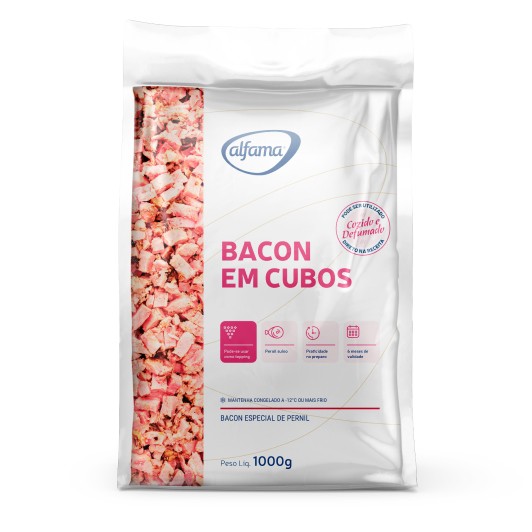 alfama
PODE SER UTILIZADO
Cozido e
Defumado
DIRETO NA RECEITA
BACON
EM CUBOS
Pode-se usar
como topping
Pernil suíno
Praticidade
no preparo
6 meses de
validade
MANTENHA CONGELADO A -12°C OU MAIS FRIO
BACON ESPECIAL DE PERNIL
Peso Líq. 1000g